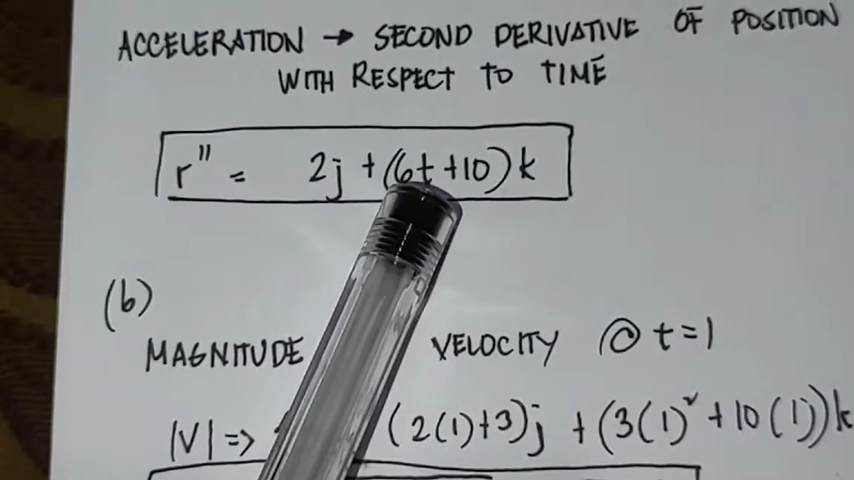 ACCELERATION → SECOND DERIVATIVE OF POSITION
WITH RESPECT TO TIME
r'' = 2j + (6t+10)k
(b)
MAGNITUDE VELOCITY @ t=1
|V| => (2(1)+3)j + (3(1)² + 10(1))k